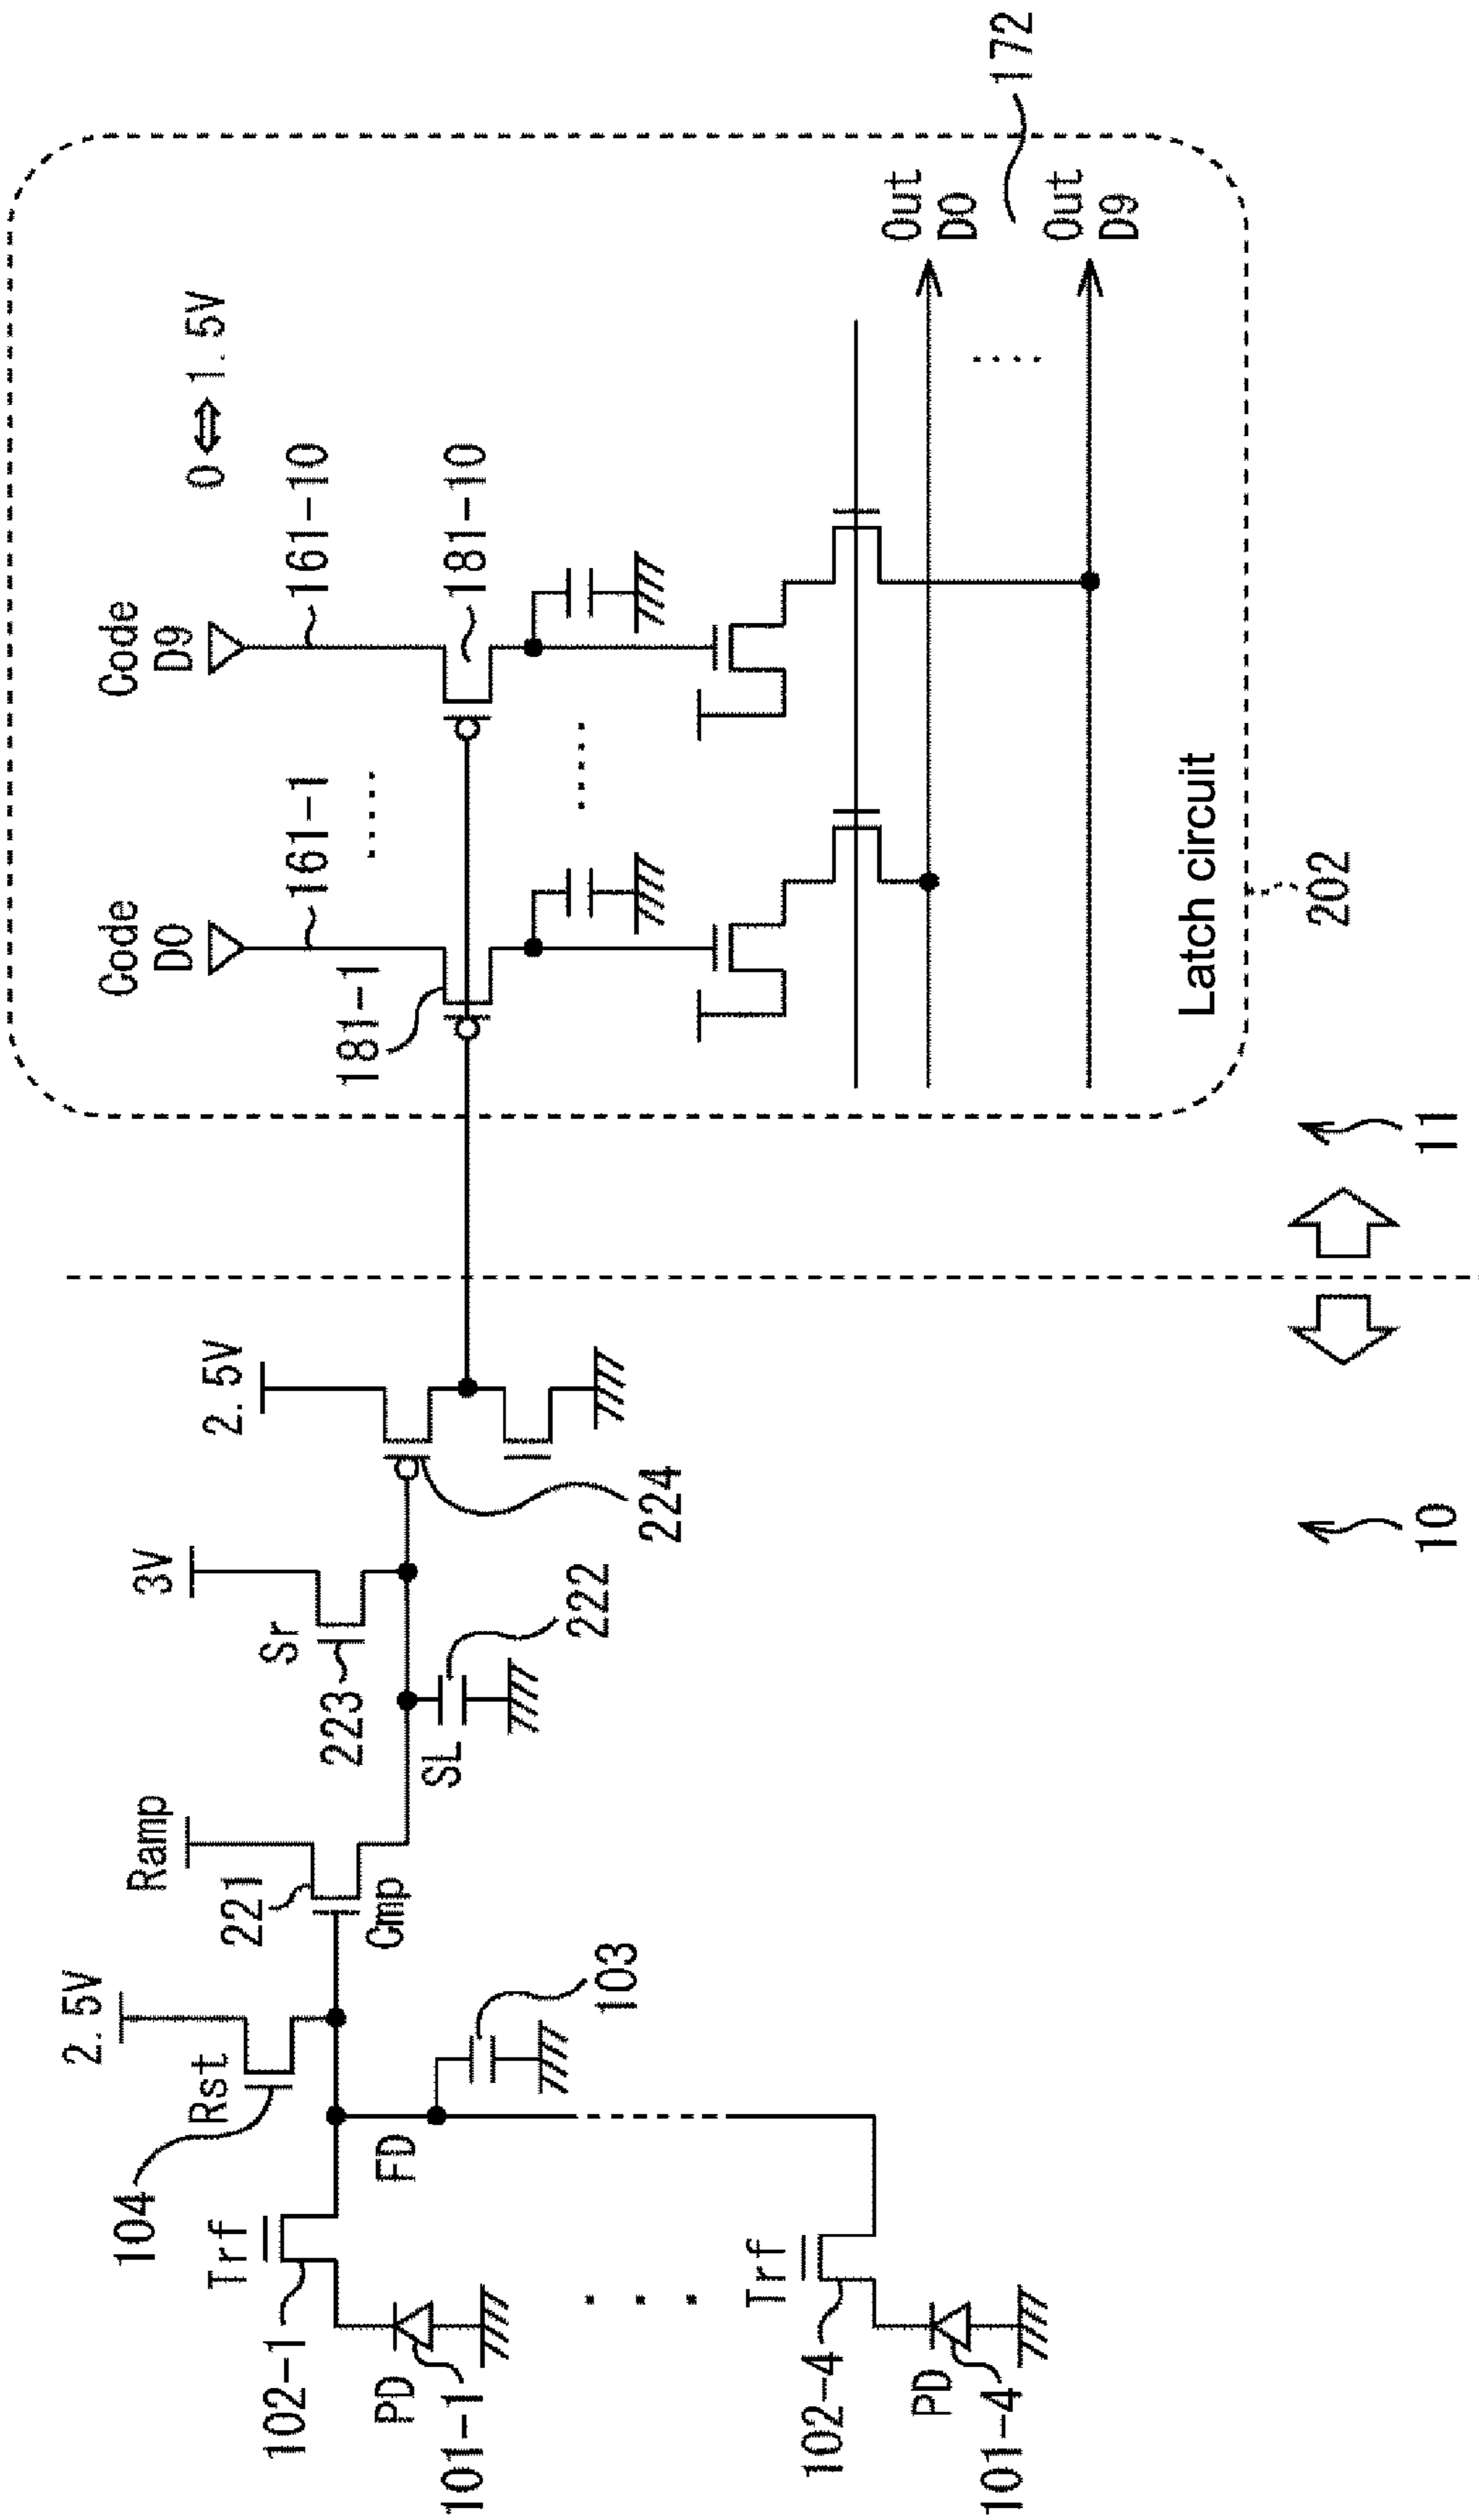 2. 5V
104
Rst
Trf
102-1
PD
101-1
FD
103
Trf
102-4
PD
101-4
Ramp
221
Cmp
3V
Sr
223
SL
222
2. 5V
224
10
11
Code
D0
161-1
181-1
Code
D9
161-10
181-10
0⇔1. 5V
.....
.....
Out
D0
....
Out
D9
172
Latch circuit
202